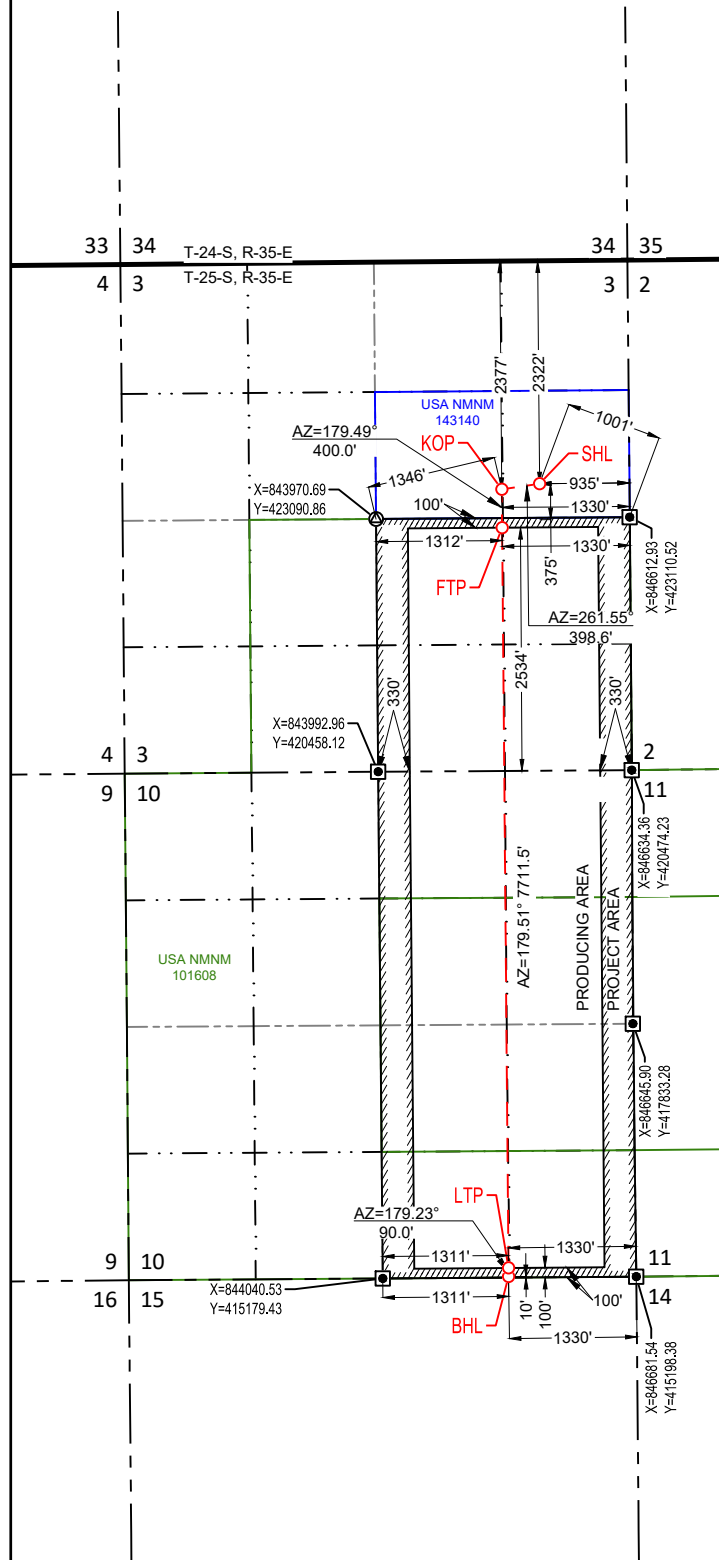 33 34
T-24-S, R-35-E
34 35
4 3
T-25-S, R-35-E
3 2
2377'
2322'
USA NMNM
143140
AZ=179.49°
400.0'
KOP
SHL
1001'
1346'
935'
X=843970.69
Y=423090.86
100'
1330'
1312'
1330'
375'
X=846612.93
Y=423110.52
FTP
AZ=261.55°
398.6'
2534'
330'
330'
X=843992.96
Y=420458.12
4 3
2
9 10
11
X=846634.36
Y=420474.23
AZ=179.51° 7711.5'
PRODUCING AREA
PROJECT AREA
USA NMNM
101608
X=846645.90
Y=417833.28
LTP
AZ=179.23°
90.0'
1330'
1311'
9 10
11
16 15
14
X=844040.53
Y=415179.43
1311'
10'
100'
100'
BHL
1330'
X=846681.54
Y=415198.38